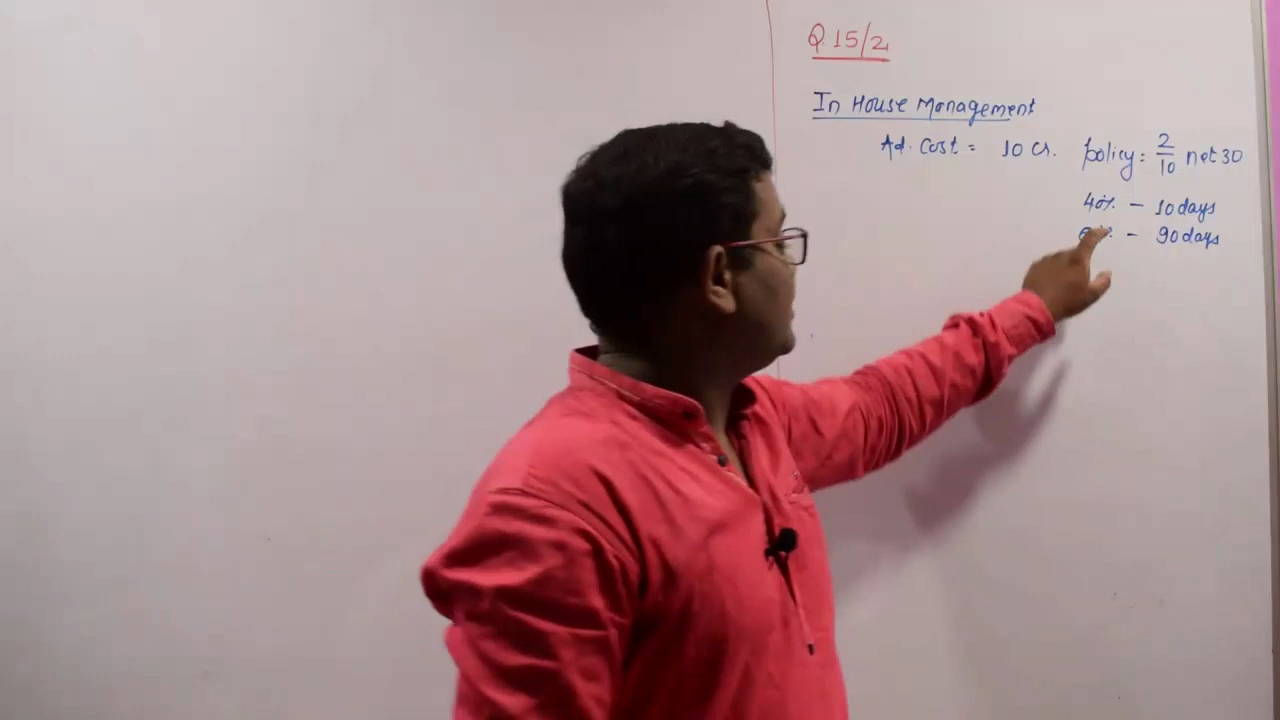 Q.15/2
In House Management
Ad. Cost = 10 Cr. Policy: 2/10 net 30
40% - 10 days
% - 90 days